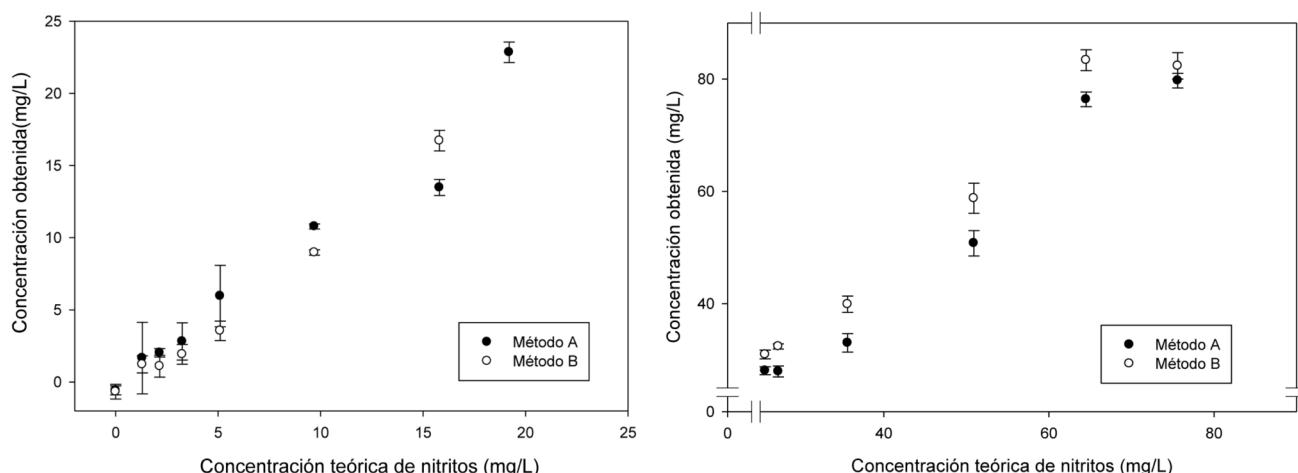 25
20
15
10
5
0
Concentración obtenida(mg/L)
Método A
Método B
0 5 10 15 20 25
Concentración teórica de nitritos (mg/L)
80
60
40
0
Concentración obtenida (mg/L)
Método A
Método B
0 40 60 80
Concentración teórica de nitritos (mg/L)